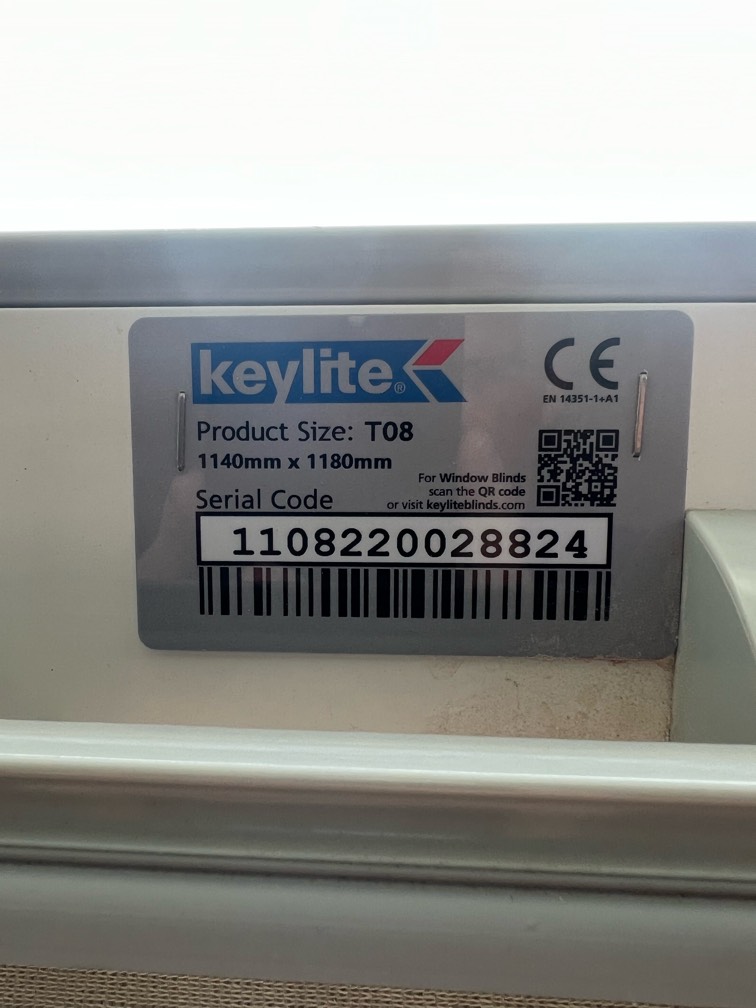 keylite®
CE
EN 14351-1+A1
Product Size: T08
1140mm x 1180mm
For Window Blinds
scan the QR code
or visit keyliteblinds.com
Serial Code
1108220028824